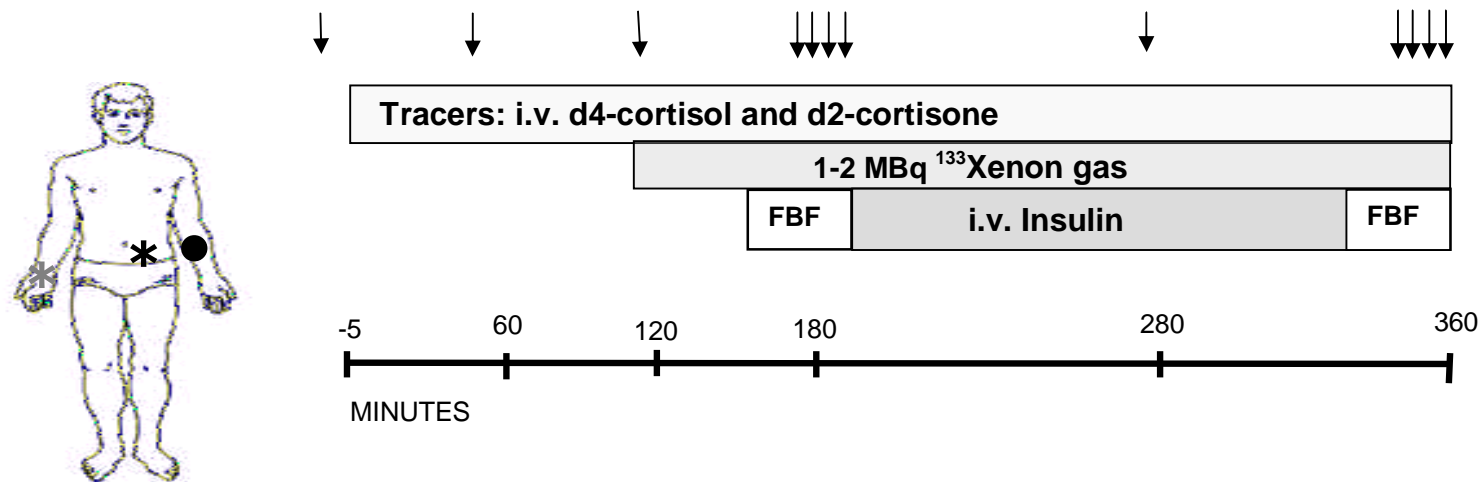 Tracers: i.v. d4-cortisol and d2-cortisone
1-2 MBq ¹³³Xenon gas
FBF
i.v. Insulin
FBF
-5
60
120
180
280
360
MINUTES